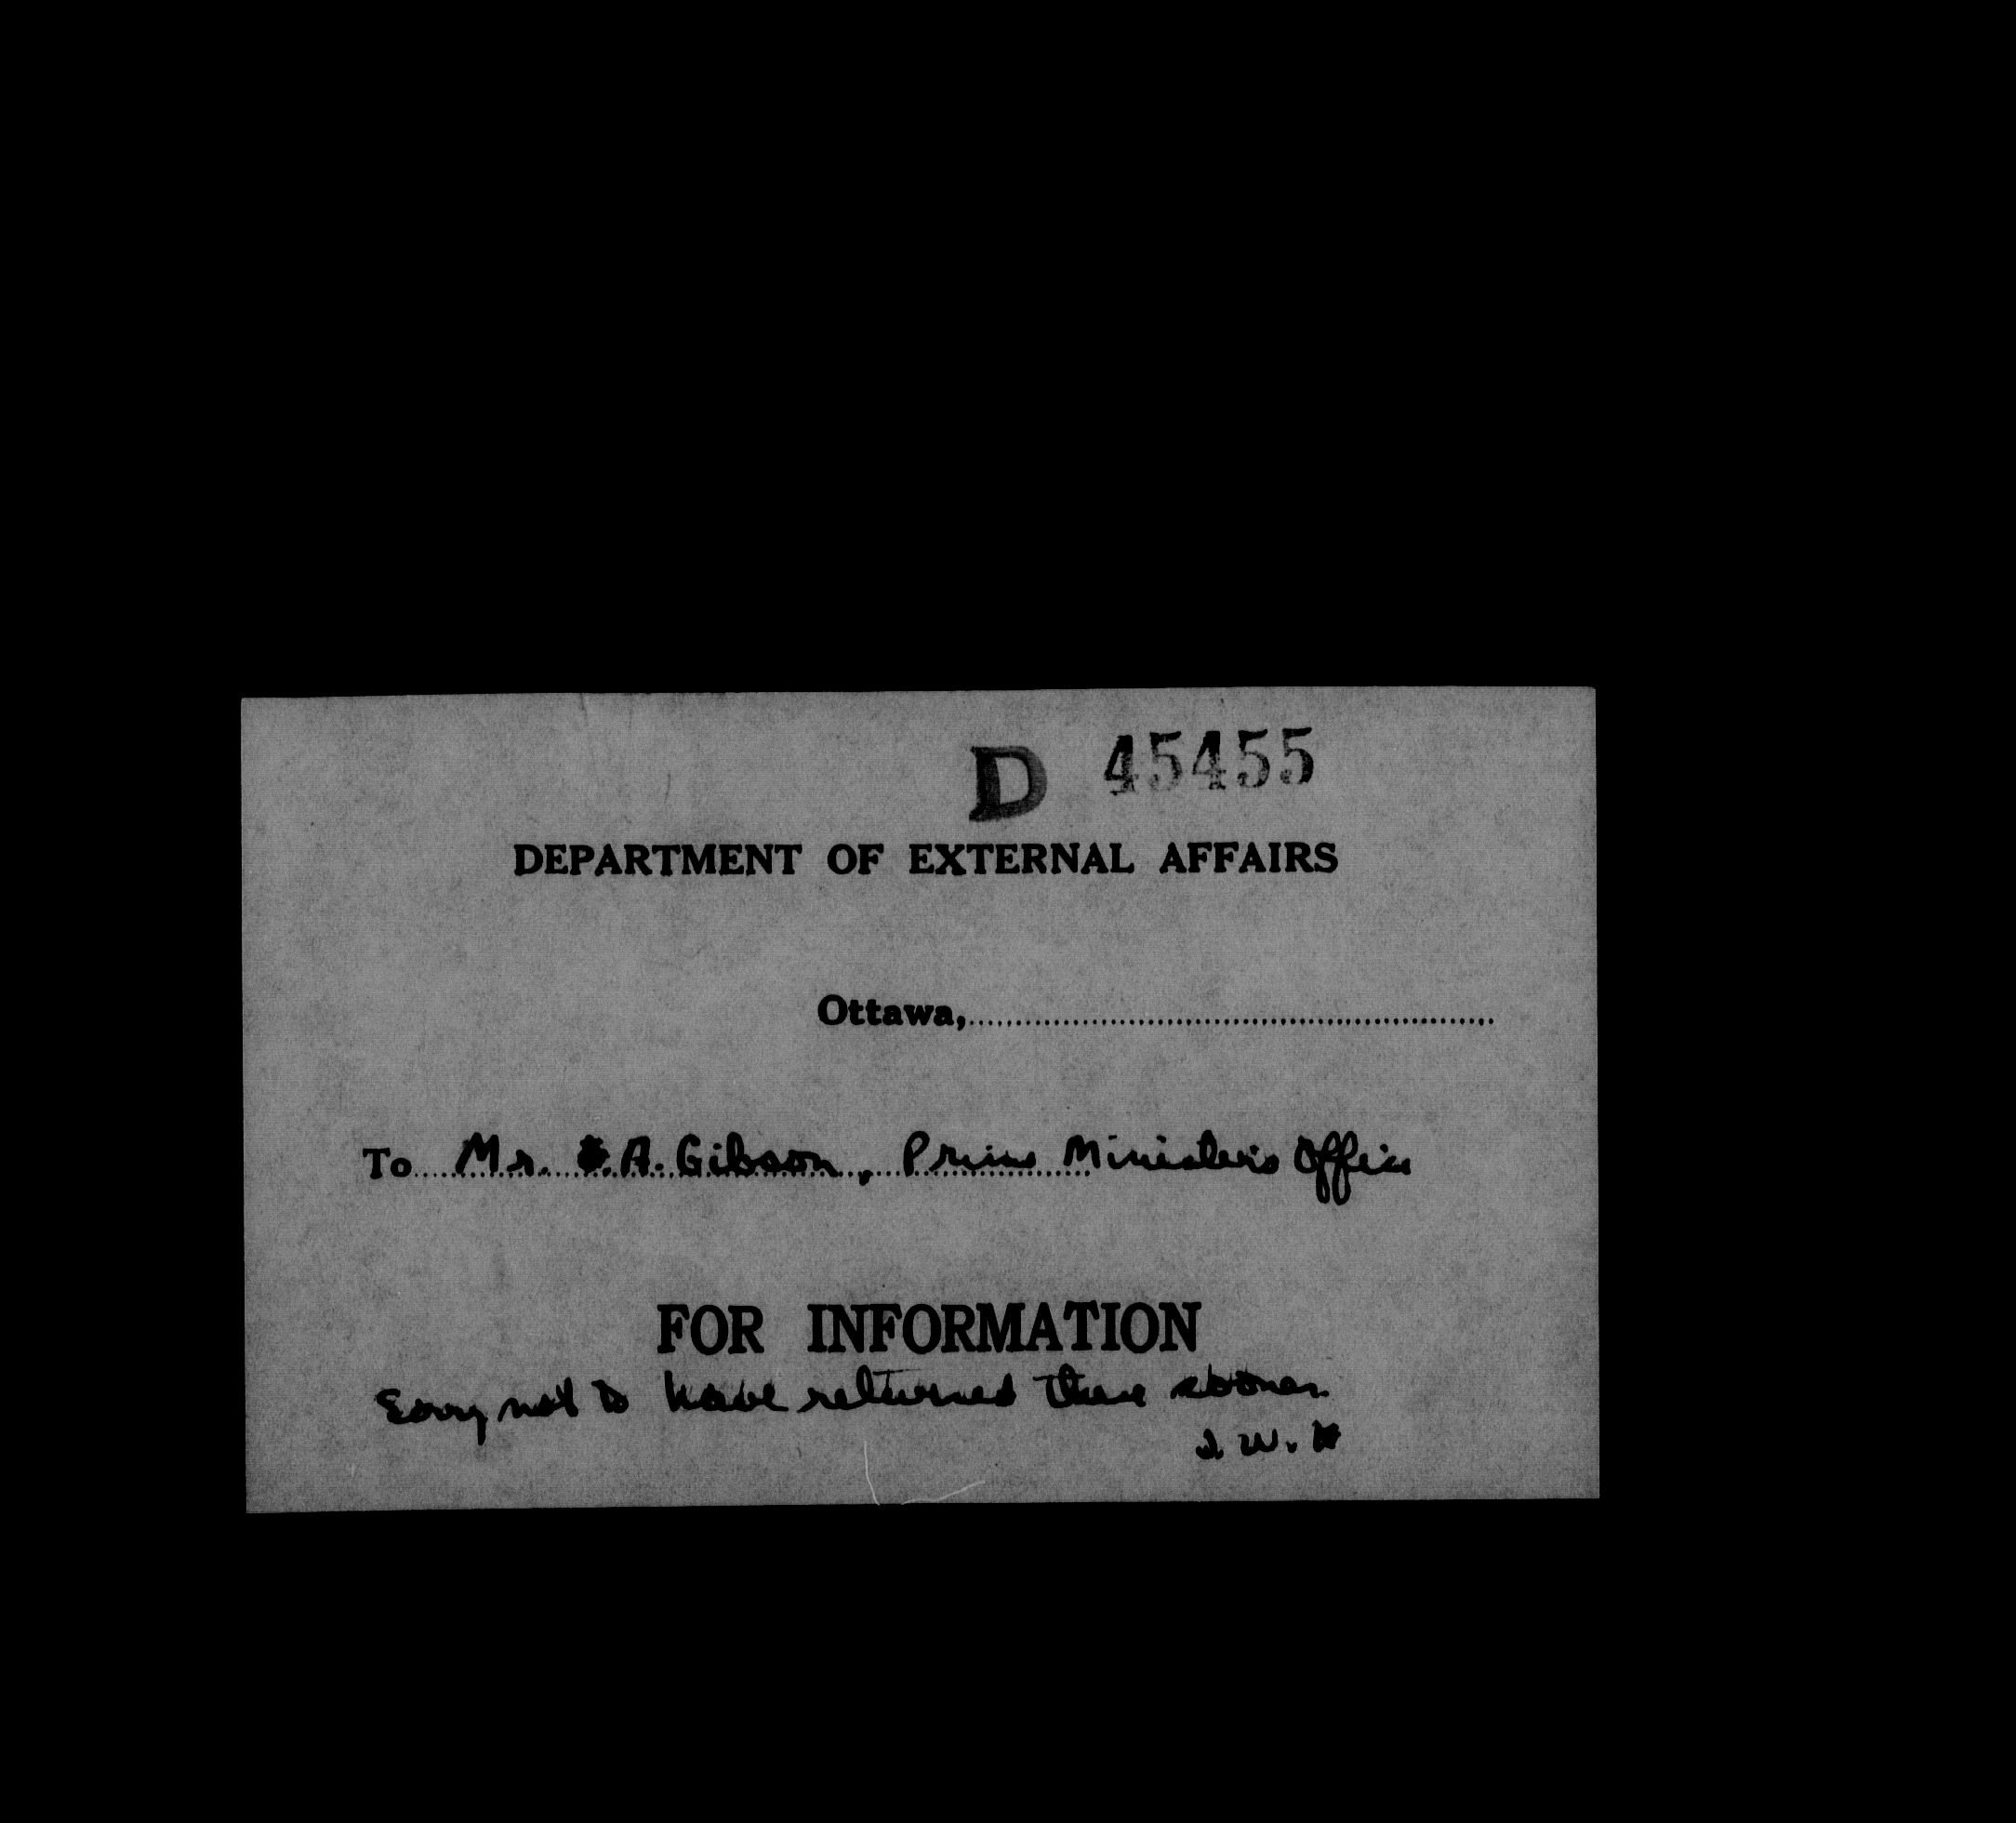 D 45455
DEPARTMENT OF EXTERNAL AFFAIRS
Ottawa,
To Mr. A. Gibson, Prime Minister's Office
FOR INFORMATION
Sorry not to have returned these sooner.